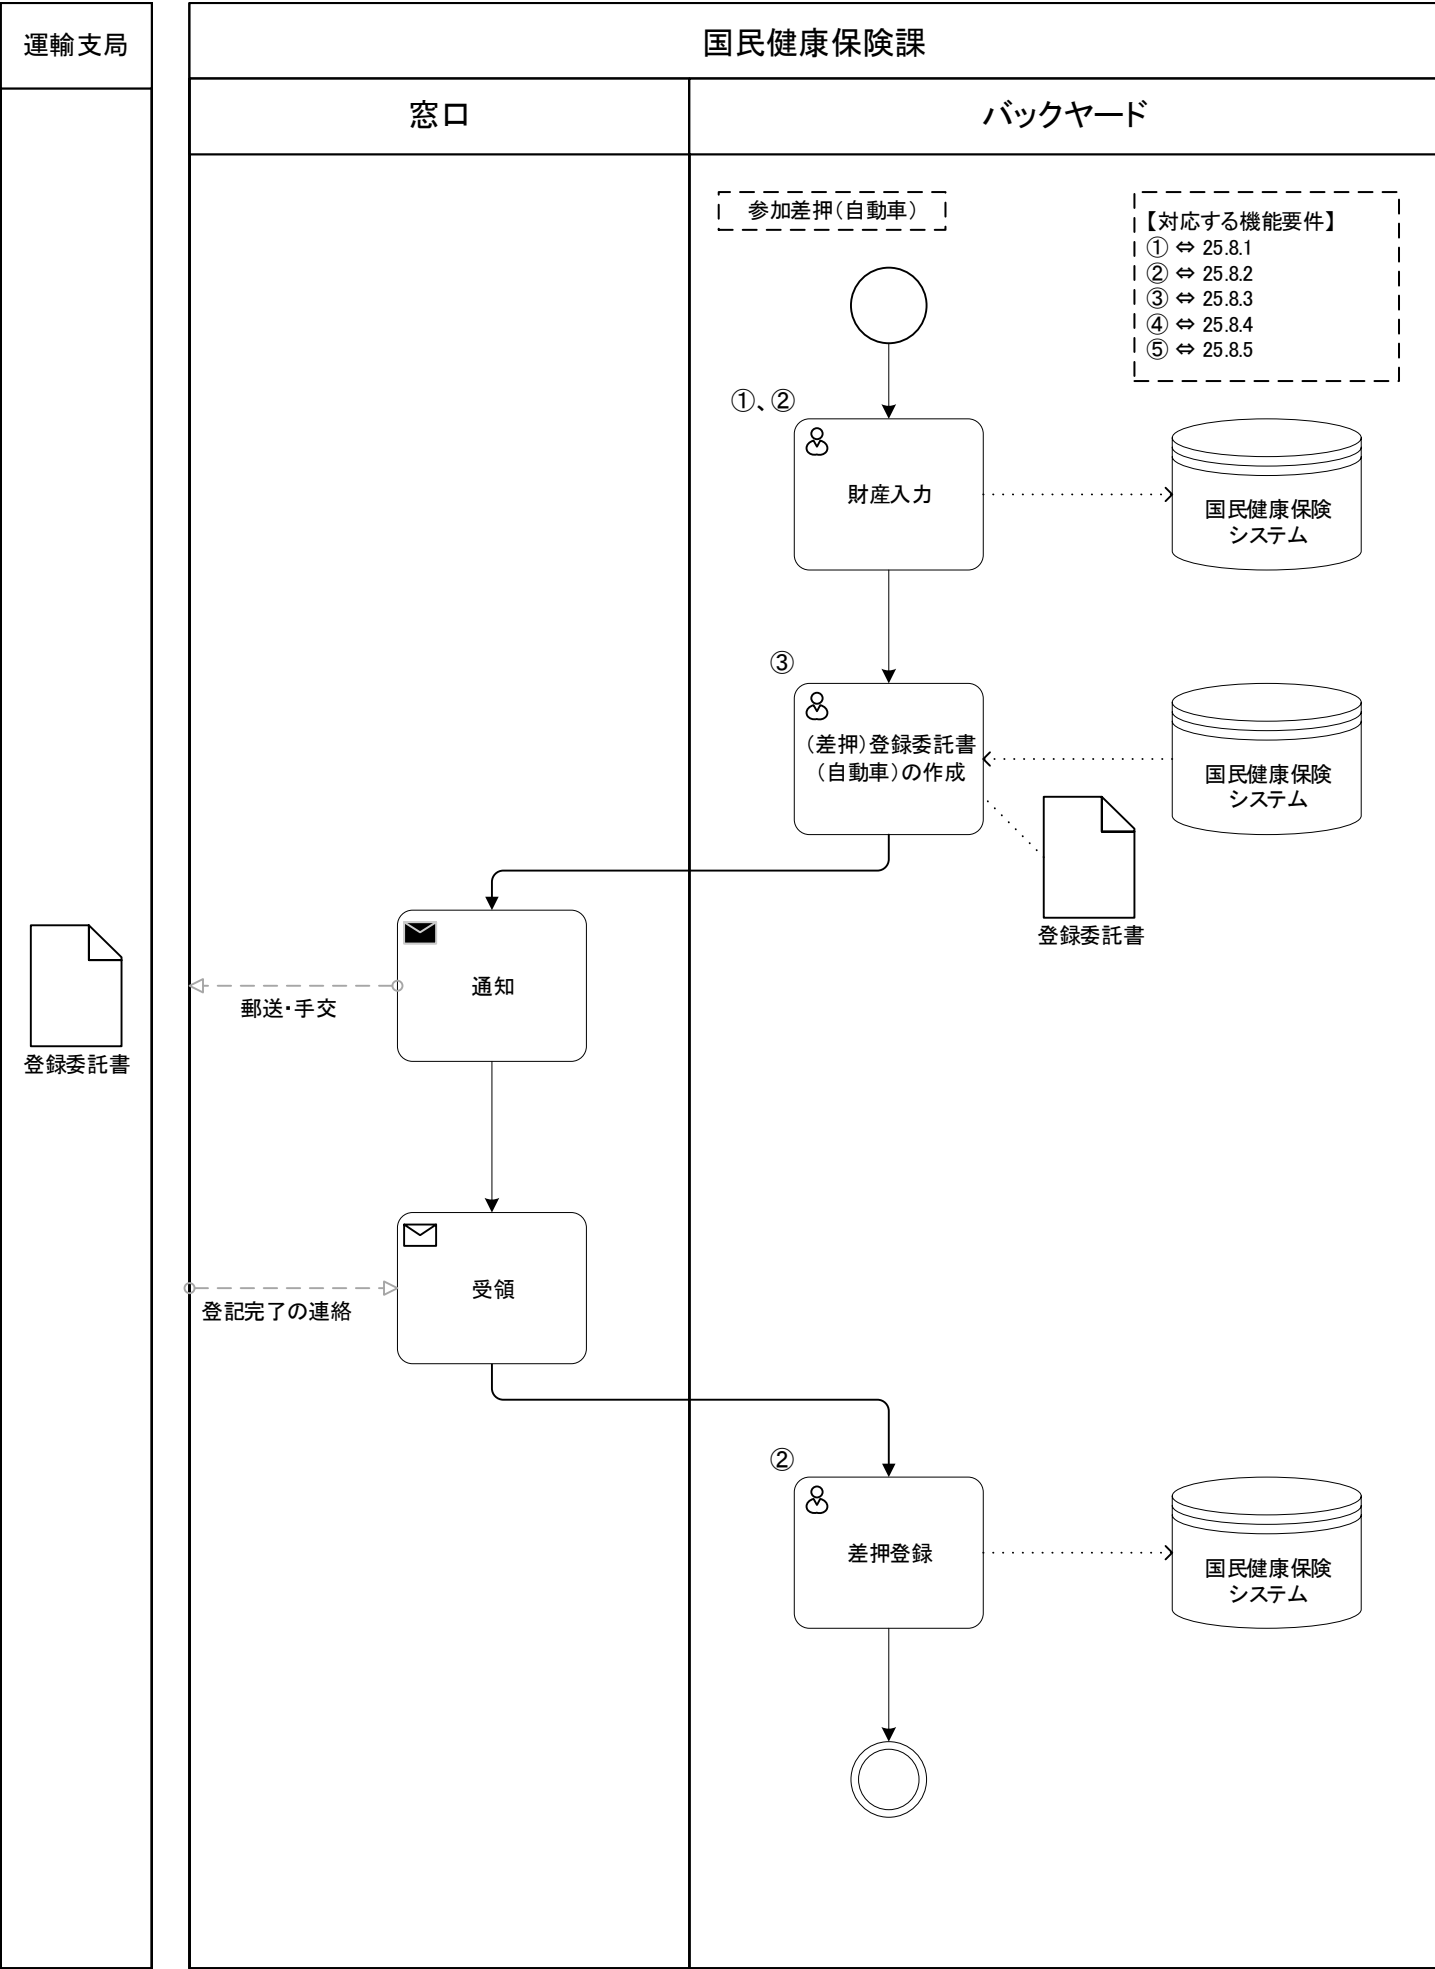 運輸支局
国民健康保険課
窓口
バックヤード
参加差押（自動車）
【対応する機能要件】
① ⇔ 25.8.1
② ⇔ 25.8.2
③ ⇔ 25.8.3
④ ⇔ 25.8.4
⑤ ⇔ 25.8.5
①、②
財産入力
国民健康保険
システム
③
（差押）登録委託書
（自動車）の作成
国民健康保険
システム
登録委託書
通知
郵送・手交
登録委託書
受領
登記完了の連絡
②
差押登録
国民健康保険
システム